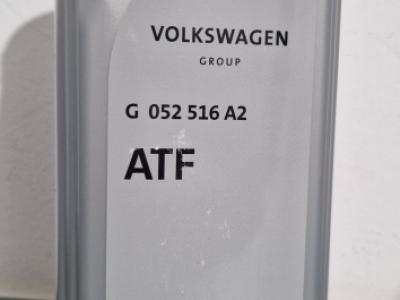 VOLKSWAGEN
GROUP
G 052 516 A2
ATF